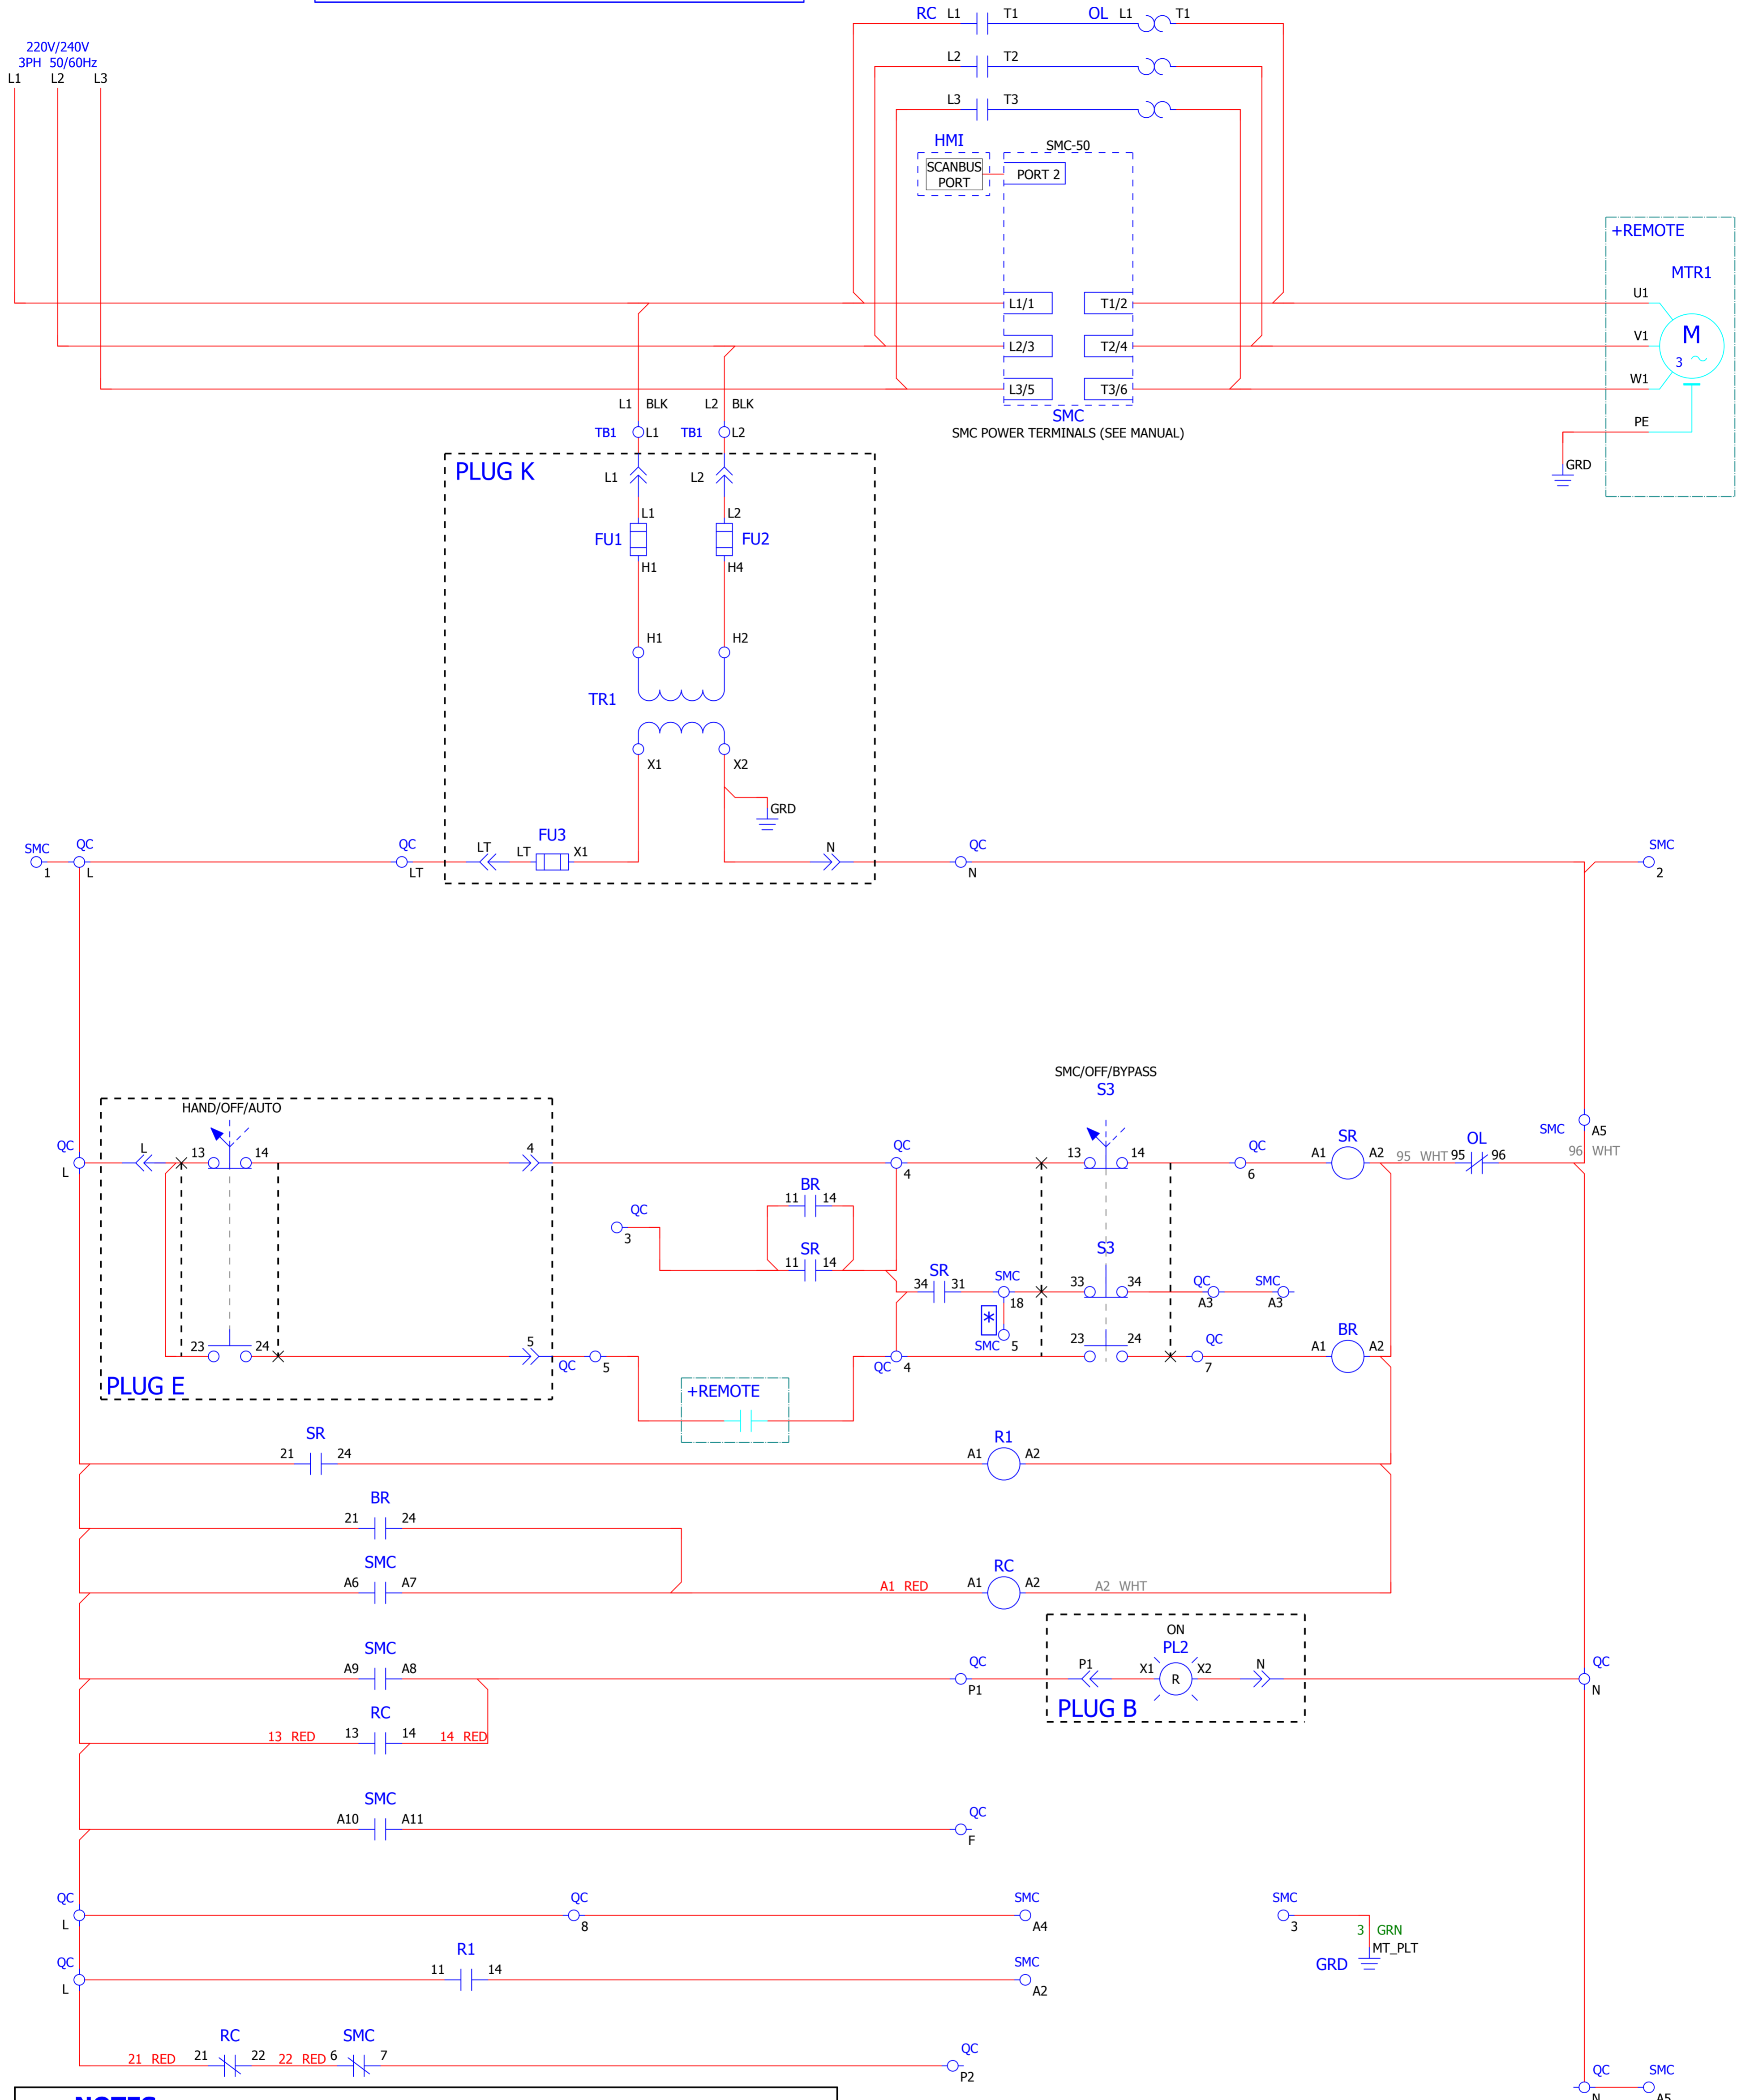 RC L1 T1 OL L1 T1
220V/240V
3PH 50/60Hz
L1 L2 L3
L2 T2
L3 T3
HMI
SMC-50
SCANBUS
PORT
PORT 2
+REMOTE
MTR1
L1/1 T1/2 U1
L2/3 T2/4 V1
M
3
L3/5 T3/6 W1
L1 BLK L2 BLK
SMC
SMC POWER TERMINALS (SEE MANUAL)
PE
TB1 L1 TB1 L2
GRD
PLUG K
L1 L2
L1 L2
FU1 FU2
H1 H4
H1 H2
TR1
X1 X2
GRD
SMC QC QC LT LT FU3 X1 N QC SMC
1 L LT N 2
SMC/OFF/BYPASS
S3
HAND/OFF/AUTO
QC L 13 14 4 QC 13 14 QC SR OL SMC A5
L 4 6 A1 A2 95 WHT 95 96 96 WHT
BR
11 14
QC
3
SR
11 14
S3
SR
34 31 SMC 33 34 QC SMC
18 A3 A3
*
SMC 5
23 24 5 QC 5 QC 4 23 24 QC 7 BR A1 A2
PLUG E
+REMOTE
SR
21 24
R1
A1 A2
BR
21 24
SMC
A6 A7
RC
A1 RED A1 A2 A2 WHT
ON
PL2
SMC
A9 A8
QC
P1
P1 X1 R X2 N
QC
N
PLUG B
RC
13 RED 13 14 14 RED
SMC
A10 A11
QC
F
QC QC SMC SMC
L 8 A4 3
3 GRN
MT_PLT
GRD
QC R1 SMC
L 11 14 A2
RC SMC
21 RED 21 22 22 RED 6 7
QC
P2
QC SMC
N A5
NOTES